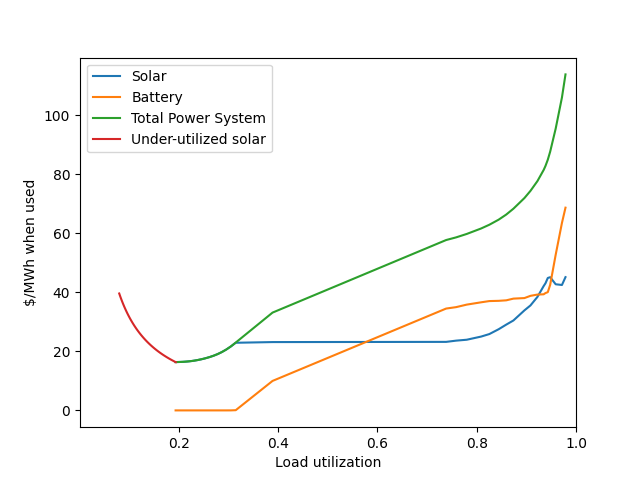 Solar
Battery
Total Power System
Under-utilized solar
$/MWh when used
100
80
60
40
20
0
0.2
0.4
0.6
0.8
1.0
Load utilization